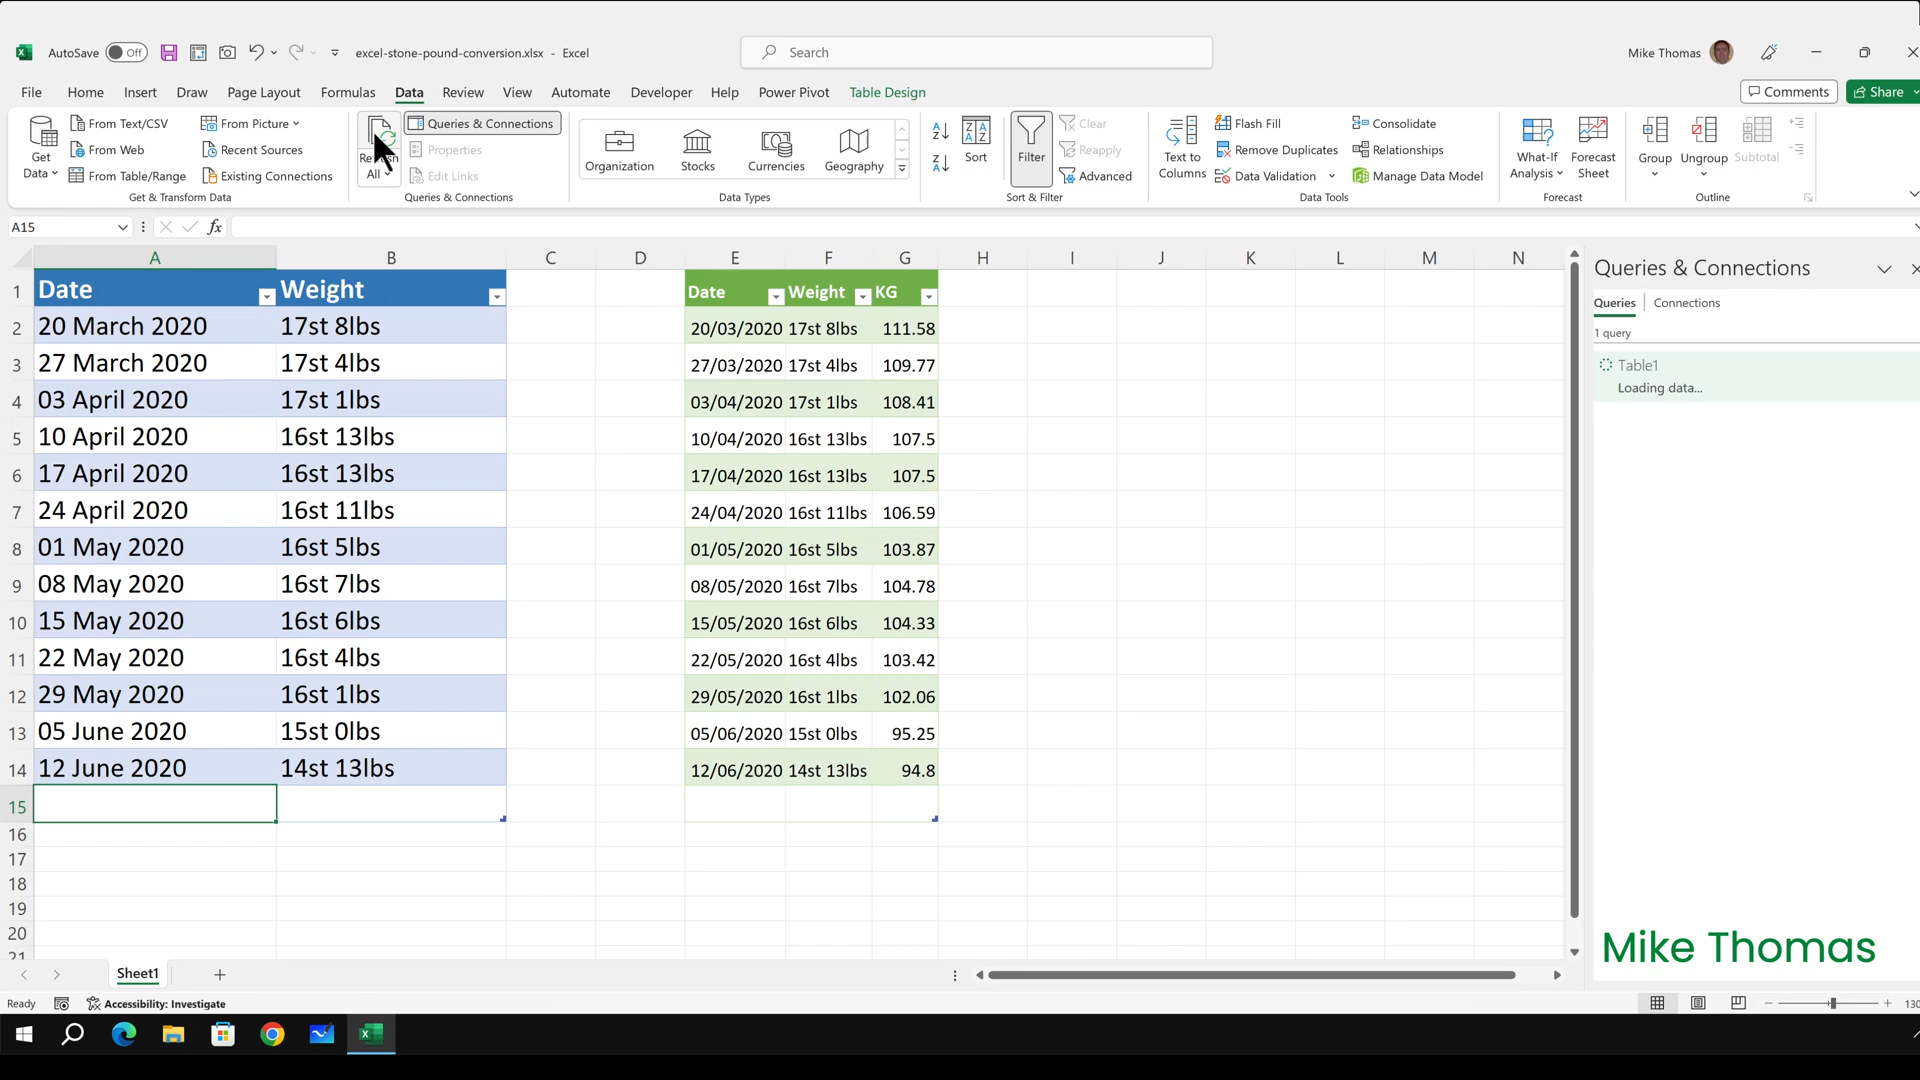 AutoSave Off excel-stone-pound-conversion.xlsx - Excel Search Mike Thomas
File Home Insert Draw Page Layout Formulas Data Review View Automate Developer Help Power Pivot Table Design Comments Share
Get Data
From Text/CSV
From Web
From Table/Range
From Picture
Recent Sources
Existing Connections
Get & Transform Data
All
Queries & Connections
Properties
Edit Links
Queries & Connections
Organization Stocks Currencies Geography
Data Types
Sort
Filter
Clear
Reapply
Advanced
Sort & Filter
Text to Columns
Flash Fill
Remove Duplicates
Data Validation
Consolidate
Relationships
Manage Data Model
Data Tools
What-If Analysis
Forecast Sheet
Forecast
Group Ungroup Subtotal
Outline
A15 fx
A B C D E F G H I J K L M N
1 Date Weight Date Weight KG
2 20 March 2020 17st 8lbs 20/03/2020 17st 8lbs 111.58
3 27 March 2020 17st 4lbs 27/03/2020 17st 4lbs 109.77
4 03 April 2020 17st 1lbs 03/04/2020 17st 1lbs 108.41
5 10 April 2020 16st 13lbs 10/04/2020 16st 13lbs 107.5
6 17 April 2020 16st 13lbs 17/04/2020 16st 13lbs 107.5
7 24 April 2020 16st 11lbs 24/04/2020 16st 11lbs 106.59
8 01 May 2020 16st 5lbs 01/05/2020 16st 5lbs 103.87
9 08 May 2020 16st 7lbs 08/05/2020 16st 7lbs 104.78
10 15 May 2020 16st 6lbs 15/05/2020 16st 6lbs 104.33
11 22 May 2020 16st 4lbs 22/05/2020 16st 4lbs 103.42
12 29 May 2020 16st 1lbs 29/05/2020 16st 1lbs 102.06
13 05 June 2020 15st 0lbs 05/06/2020 15st 0lbs 95.25
14 12 June 2020 14st 13lbs 12/06/2020 14st 13lbs 94.8
15
16
17
18
19
20
21
Queries & Connections
Queries Connections
1 query
Table1
Loading data...
Mike Thomas
Sheet1
Ready Accessibility: Investigate